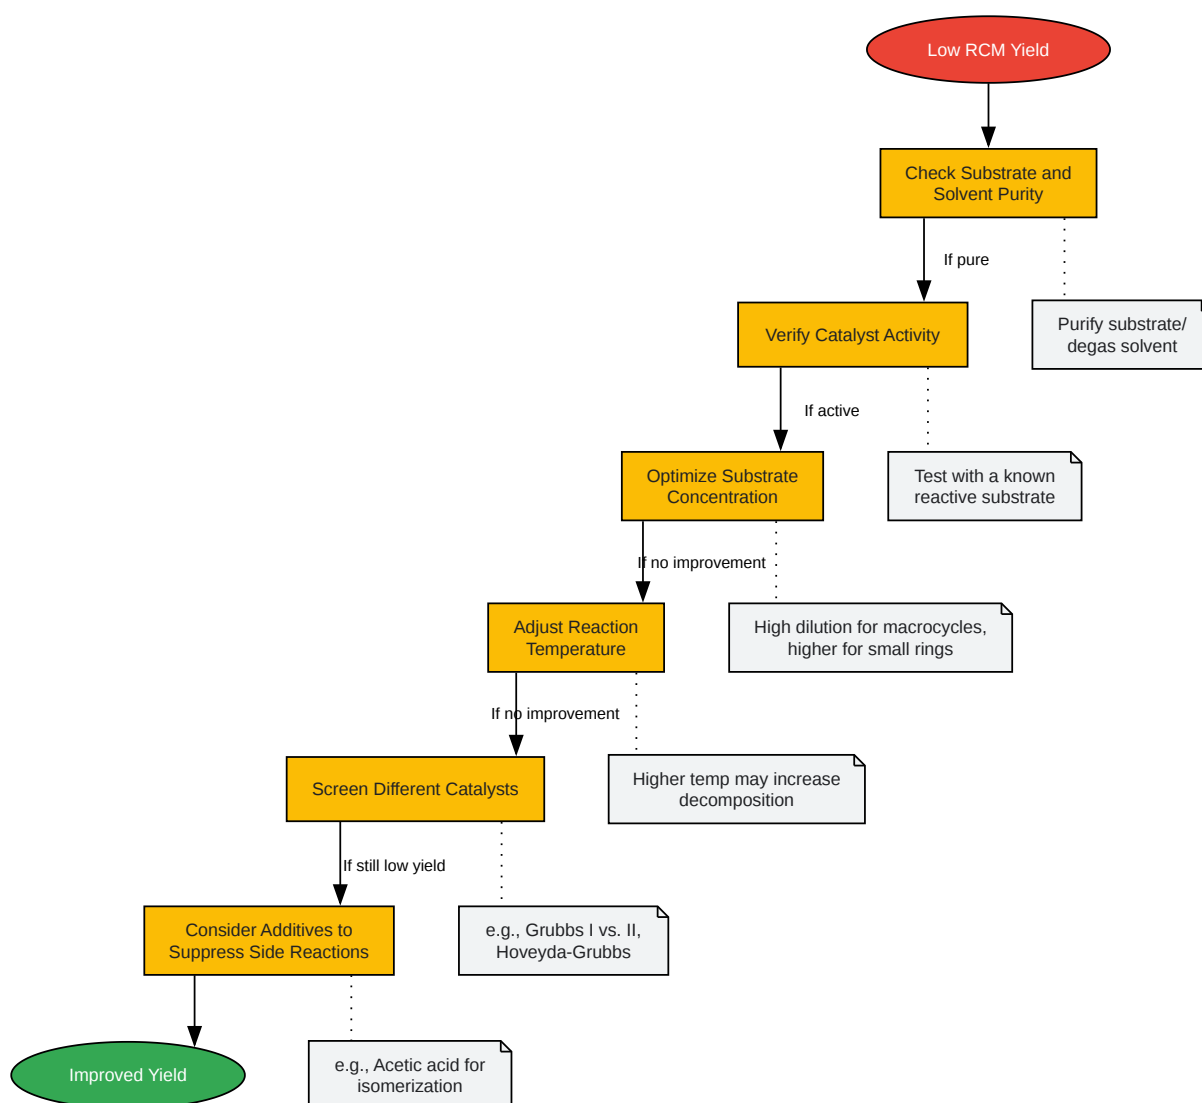 Low RCM Yield
Check Substrate and
Solvent Purity
If pure
Purify substrate/
degas solvent
Verify Catalyst Activity
If active
Test with a known
reactive substrate
Optimize Substrate
Concentration
If no improvement
High dilution for macrocycles,
higher for small rings
Adjust Reaction
Temperature
If no improvement
Higher temp may increase
decomposition
Screen Different Catalysts
If still low yield
e.g., Grubbs I vs. II,
Hoveyda-Grubbs
Consider Additives to
Suppress Side Reactions
e.g., Acetic acid for
isomerization
Improved Yield